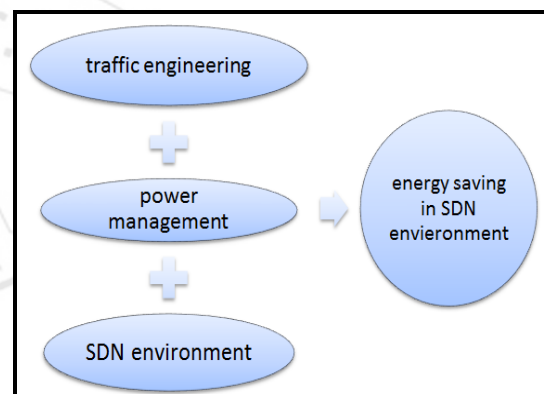 traffic engineering
power
management
SDN environment
energy saving
in SDN
envieronment